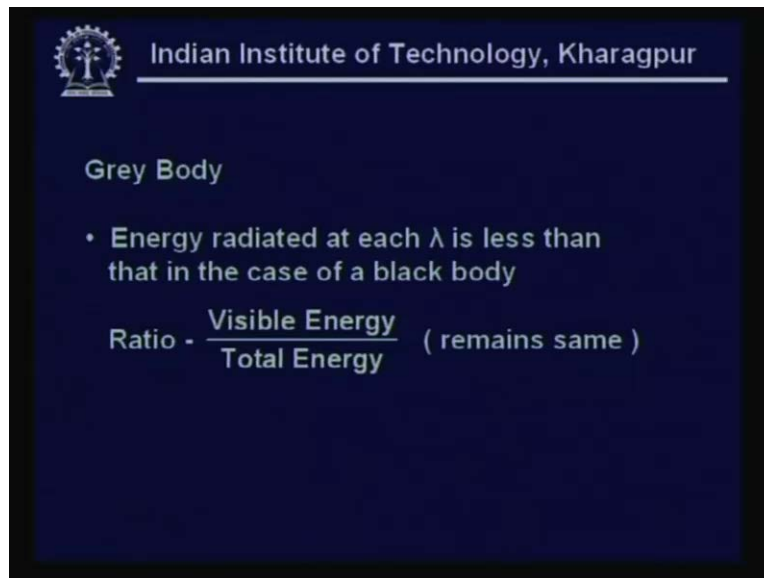 Indian Institute of Technology, Kharagpur
Grey Body
• Energy radiated at each λ is less than
that in the case of a black body
Ratio - Visible Energy / Total Energy ( remains same )